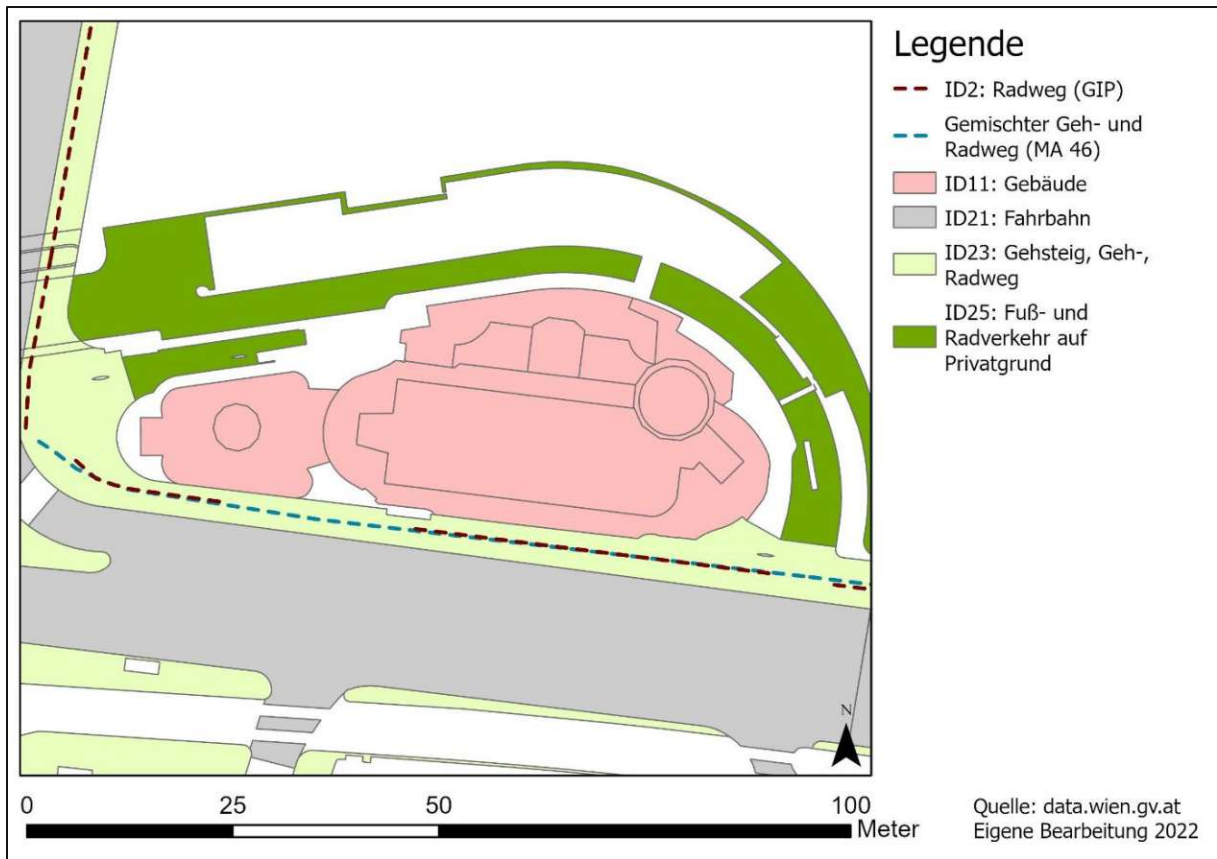 Legende
ID2: Radweg (GIP)
Gemischter Geh- und
Radweg (MA 46)
ID11: Gebäude
ID21: Fahrbahn
ID23: Gehsteig, Geh-,
Radweg
ID25: Fuß- und
Radverkehr auf
Privatgrund
N
0 25 50 100
Meter
Quelle: data.wien.gv.at
Eigene Bearbeitung 2022